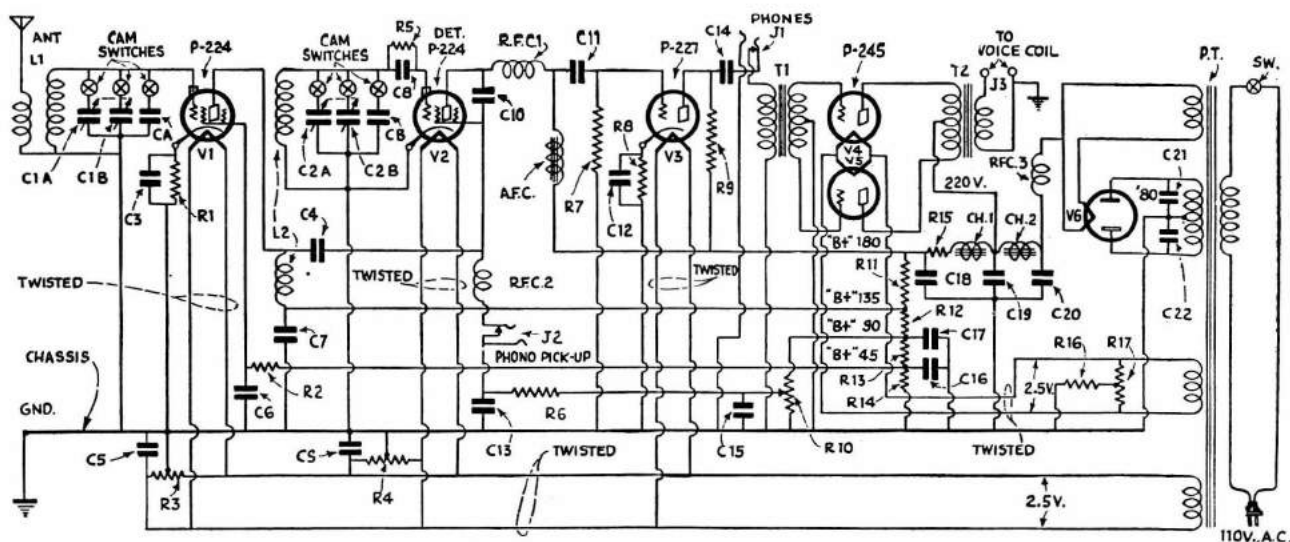 ANT
L1
CAM
SWITCHES
P-224
CAM
SWITCHES
R5
DET.
P-224
R.F.C.1
C11
P-227
C14
PHONES
J1
P-245
TO
VOICE COIL
P.T.
SW.
T1
T2
J3
CA
C8
CB
C10
V1
V2
V3
V4
V5
V6
C1A
C1B
C2A
C2B
C3
R1
A.F.C.
R7
R8
C12
R9
220 V.
RFC.3
'80
C21
C22
L2
C4
R15
CH.1
CH.2
"B+" 180
R11
C18
C19
C20
TWISTED
TWISTED
R.F.C.2
TWISTED
"B+" 135
R12
C7
J2
PHONO PICK-UP
"B+" 90
C17
"B+" 45
R13
C16
R14
R16
R17
2.5V.
CHASSIS
R2
C6
R6
GND.
C13
C15
R10
TWISTED
C5
R3
CS
R4
TWISTED
2.5V.
110V. A.C.